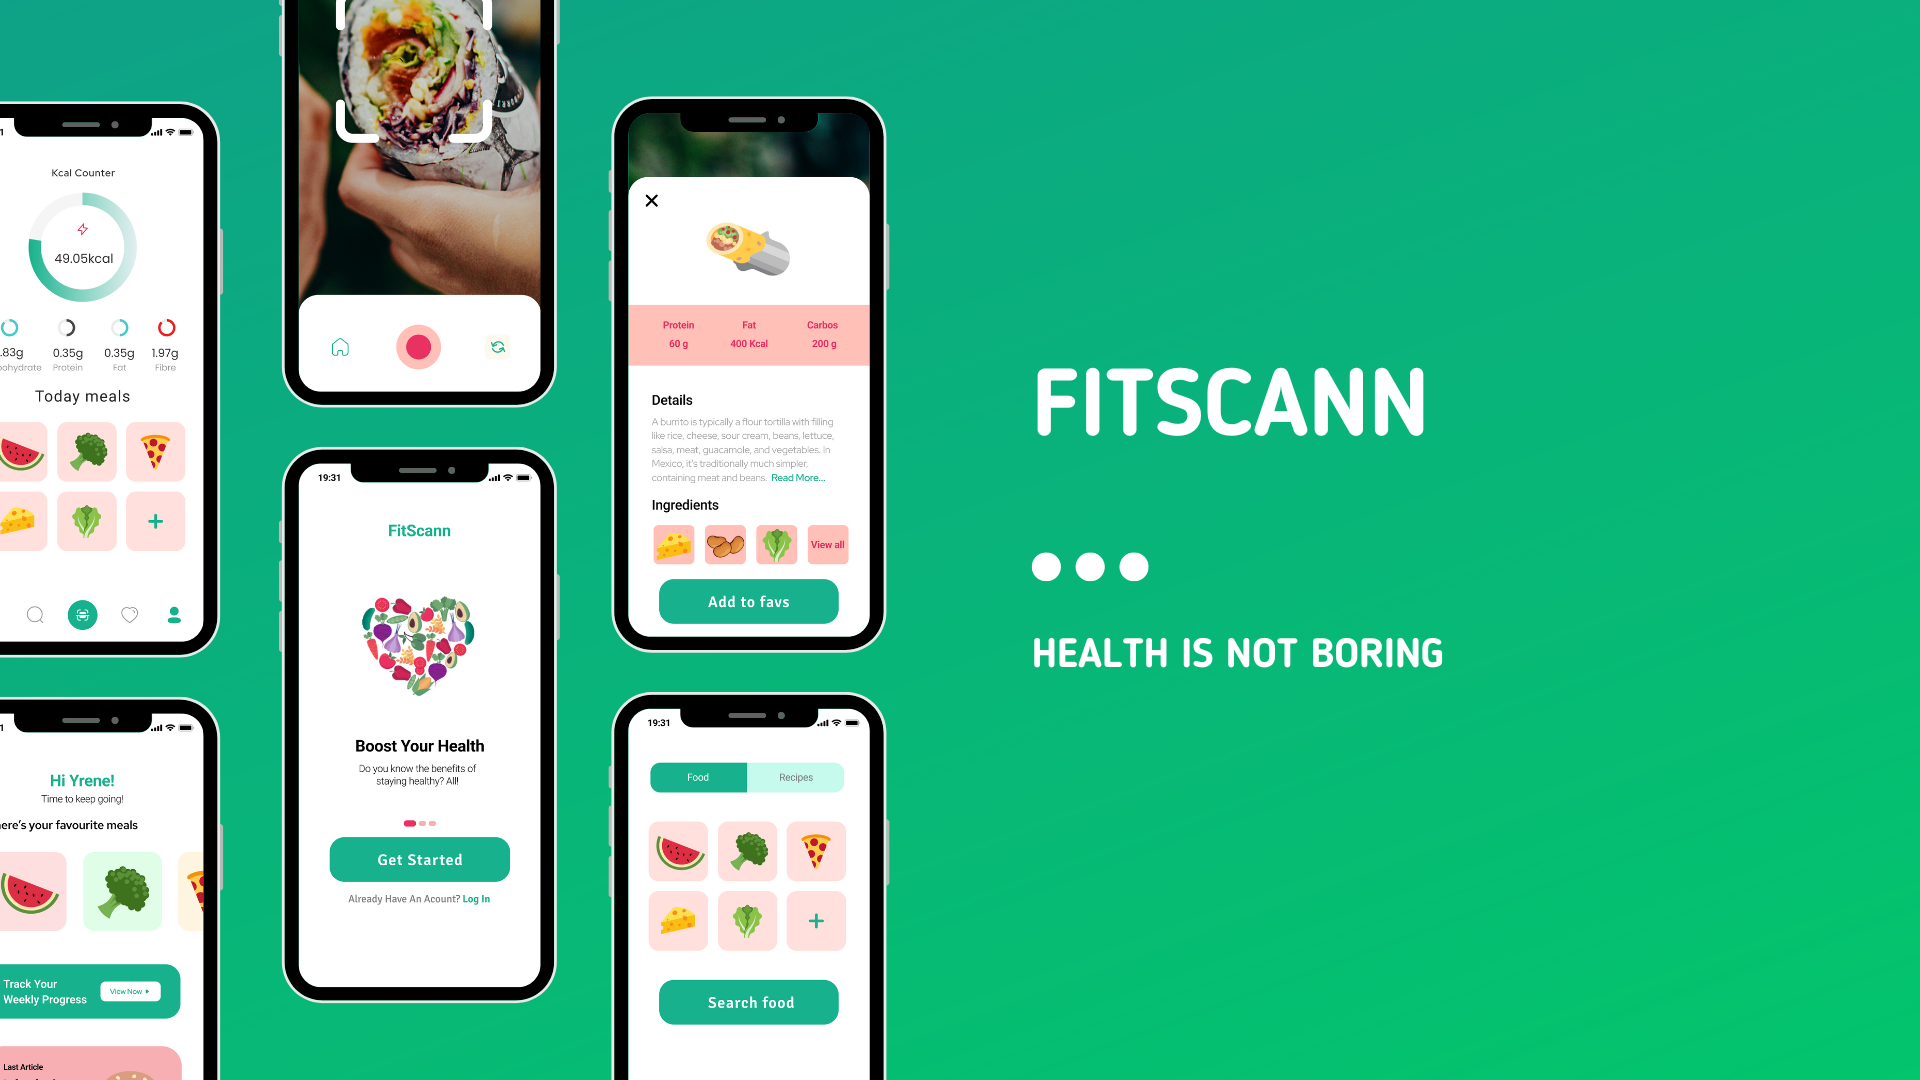 Kcal Counter
49.05kcal
.83g 0.35g 0.35g 1.97g
Protein Fat Fibre
Today meals
Hi Yrene!
Time to keep going!
ere's your favourite meals
Track Your
Weekly Progress
View Now
Last Article
19:31
FitScann
Boost Your Health
Do you know the benefits of
staying healthy? All!
Get Started
Already Have An Acount? Log In
Protein Fat Carbos
60 g 400 Kcal 200 g
Details
A burrito is typically a flour tortilla with filling
like rice, cheese, sour cream, beans, lettuce,
salsa, meat, guacamole, and vegetables. In
Mexico, it's traditionally much simpler,
containing meat and beans. Read More...
Ingredients
View all
Add to favs
19:31
Food Recipes
Search food
FITSCANN
HEALTH IS NOT BORING